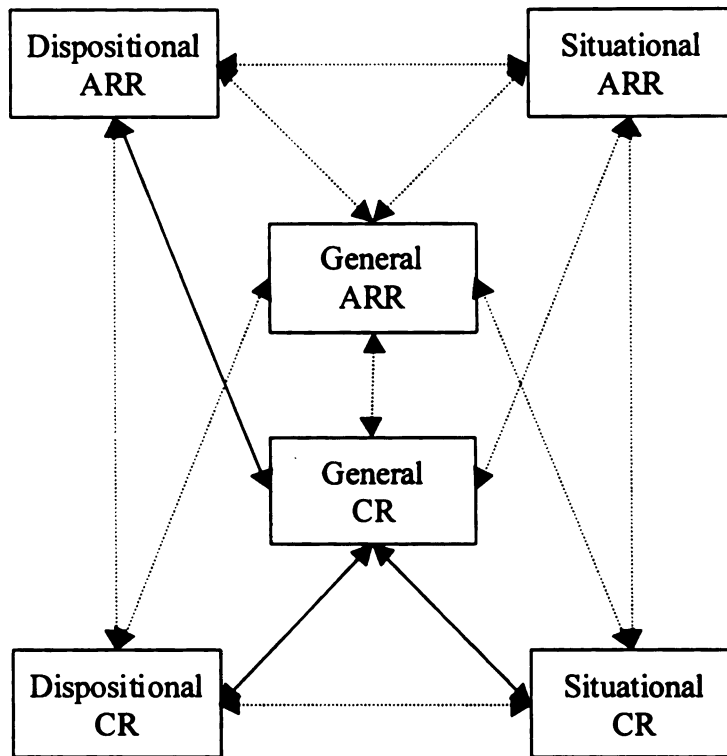 Dispositional
ARR
Situational
ARR
General
ARR
General
CR
Dispositional
CR
Situational
CR